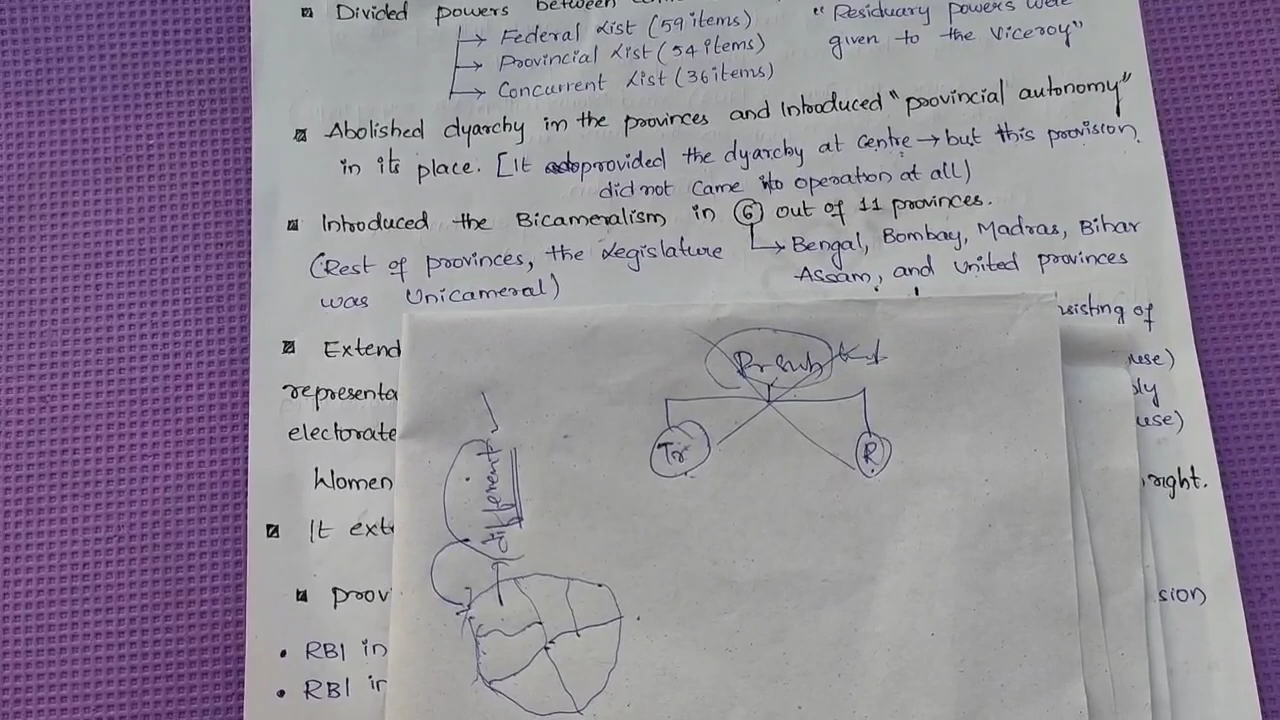 Divided powers between
→ Federal List (59 items)
→ Provincial List (54 items)
→ Concurrent List (36 items)
"Residuary powers were
given to the Viceroy"
Abolished dyarchy in the provinces and Introduced "provincial autonomy"
in its place. [It provided the dyarchy at Centre → but this provision
did not came into operation at all)
Introduced the Bicameralism in 6 out of 11 provinces.
→ Bengal, Bombay, Madras, Bihar
Assam, and United provinces
(Rest of provinces, the Legislature
was Unicameral)
nsisting of
Extend
representa
electorate
Women
right.
It ext
provi
sion
RBI in
RBI in
Tr
R
different